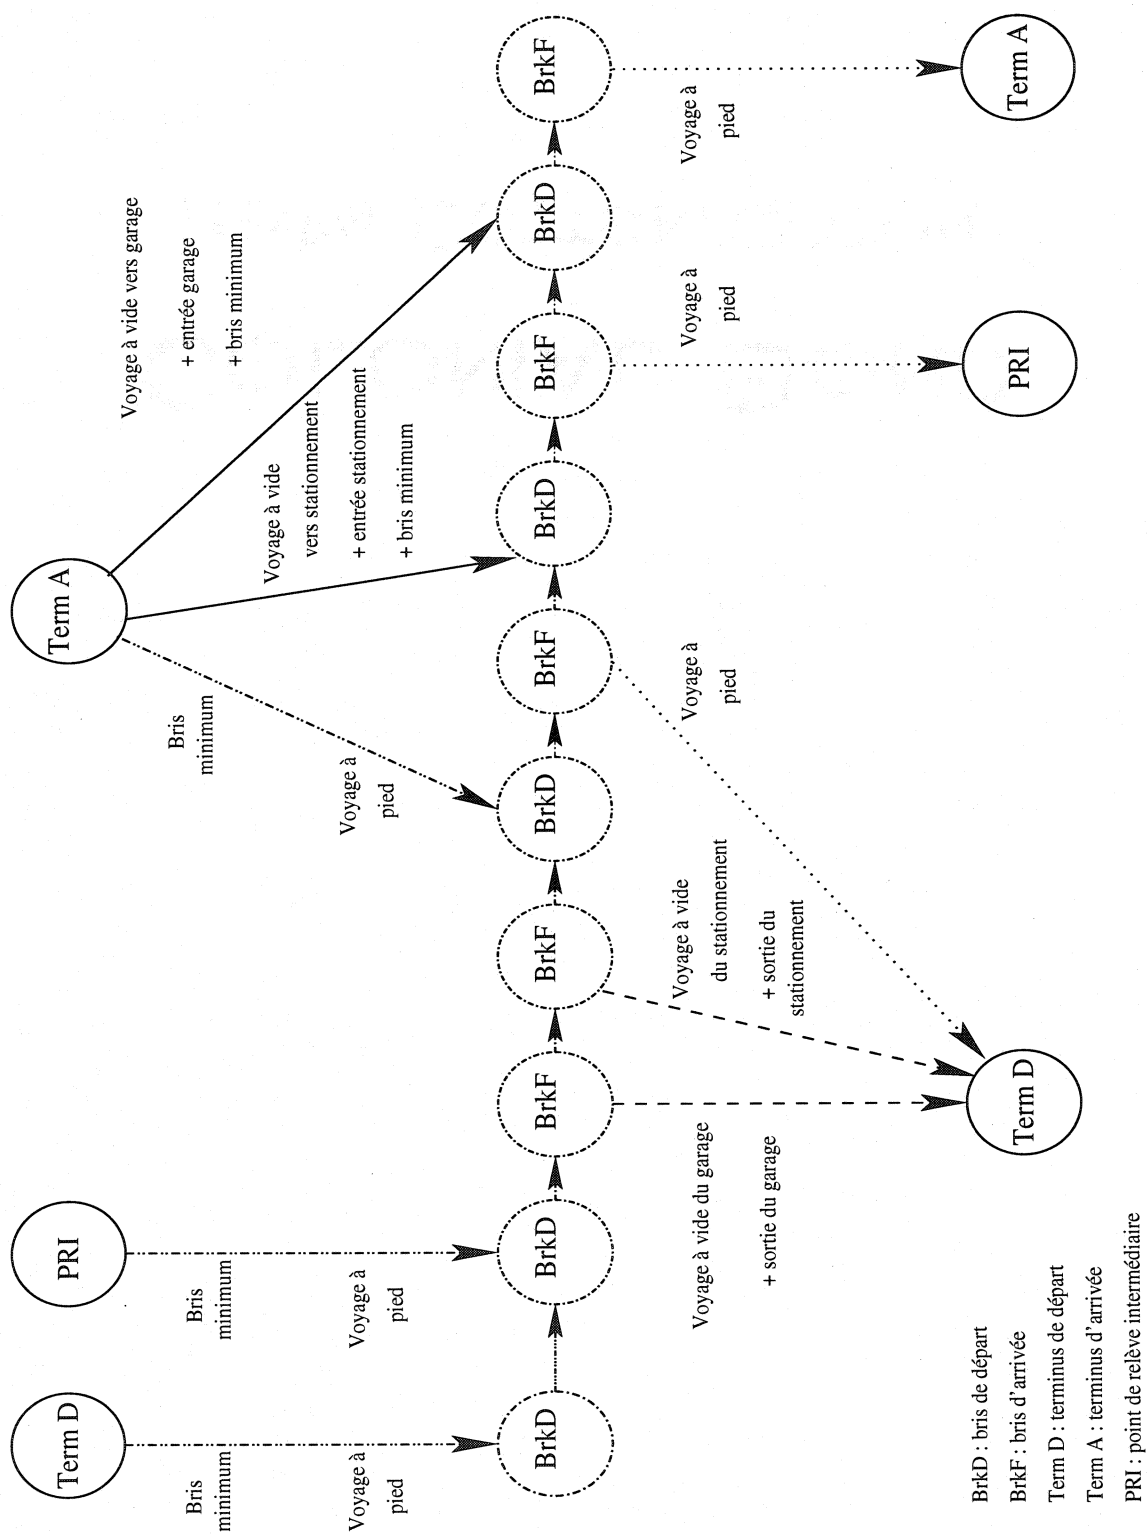 Term D
PRI
Term A
Bris
minimum
Voyage à
pied
Bris
minimum
Voyage à
pied
Bris
minimum
Voyage à
pied
Voyage à vide
vers stationnement
+ entrée stationnement
+ bris minimum
Voyage à vide vers garage
+ entrée garage
+ bris minimum
BrkD
BrkD
BrkF
BrkF
BrkD
BrkF
BrkD
BrkF
BrkD
BrkF
Voyage à vide du garage
+ sortie du garage
Voyage à vide
du stationnement
+ sortie du
stationnement
Voyage à
pied
Voyage à
pied
Voyage à
pied
Term D
PRI
Term A
BrkD : bris de départ
BrkF : bris d'arrivée
Term D : terminus de départ
Term A : terminus d'arrivée
PRI : point de relève intermédiaire